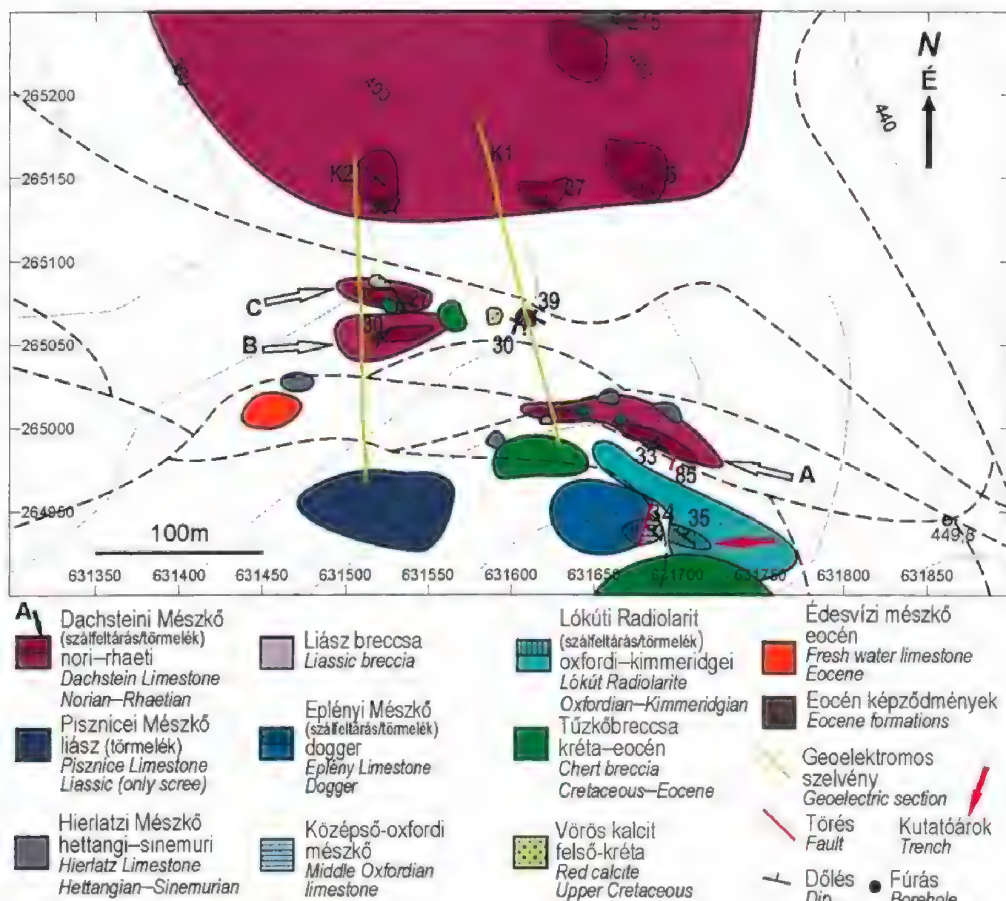 265200
265150
265100
265050
265000
264950
N
É
440
K2
K1
27
C
B
A
39
30
30
33
85
34
35
449,8
100m
631350 631400 631450 631500 631550 631600 631650 631700 631750 631800 631850
A
Dachsteini Mészkő
(szálfeltárás/törmelék)
nori–rhaeti
Dachstein Limestone
Norian–Rhaetian
Pisznicei Mészkő
liász (törmelék)
Pisznice Limestone
Liassic (only scree)
Hierlatzi Mészkő
hettangi–sinemuri
Hierlatz Limestone
Hettangian–Sinemurian
Liász breccsa
Liassic breccia
Eplényi Mészkő
(szálfeltárás/törmelék)
dogger
Eplény Limestone
Dogger
Középső-oxfordi
mészkő
Middle Oxfordian
limestone
Lókúti Radiolarit
(szálfeltárás/törmelék)
oxfordi–kimmeridgei
Lókút Radiolarite
Oxfordian–Kimmeridgian
Tűzkőbreccsa
kréta–eocén
Chert breccia
Cretaceous–Eocene
Vörös kalcit
felső-kréta
Red calcite
Upper Cretaceous
Édesvízi mészkő
eocén
Fresh water limestone
Eocene
Eocén képződmények
Eocene formations
Geoelektromos
szelvény
Geoelectric section
Törés
Fault
Kutatóárok
Trench
Dőlés
Dip
Fúrás
Borehole